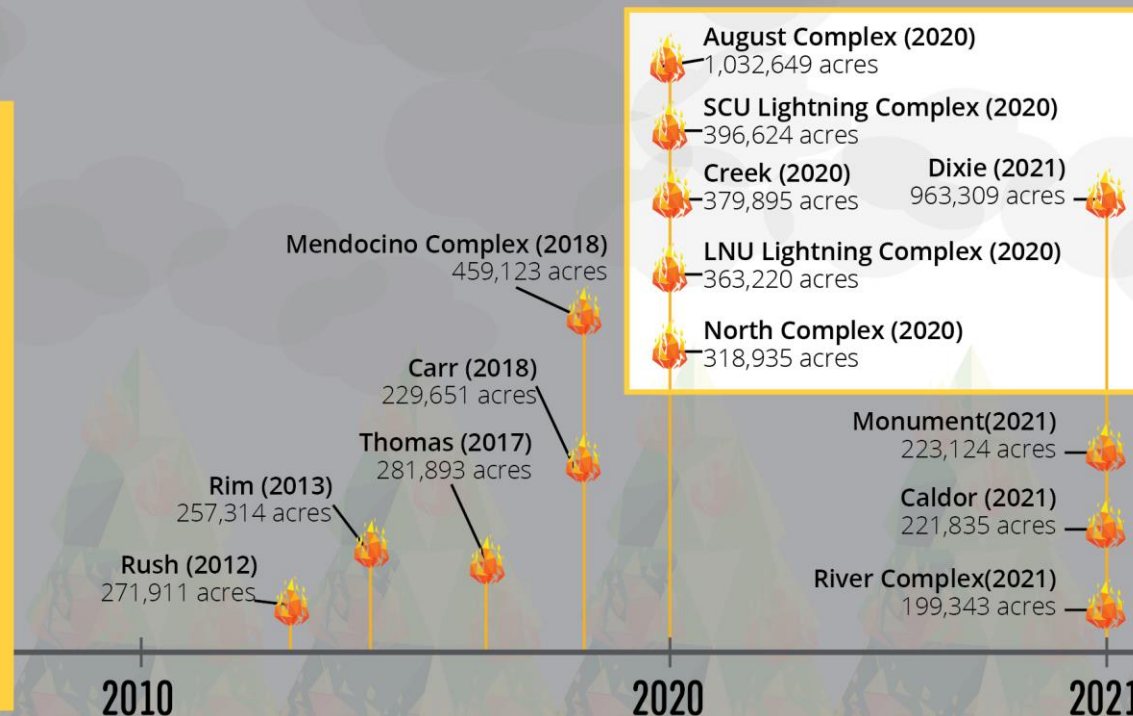 August Complex (2020)
1,032,649 acres
SCU Lightning Complex (2020)
396,624 acres
Creek (2020)
379,895 acres
Dixie (2021)
963,309 acres
LNU Lightning Complex (2020)
363,220 acres
North Complex (2020)
318,935 acres
Mendocino Complex (2018)
459,123 acres
Carr (2018)
229,651 acres
Thomas (2017)
281,893 acres
Rim (2013)
257,314 acres
Rush (2012)
271,911 acres
Monument(2021)
223,124 acres
Caldor (2021)
221,835 acres
River Complex(2021)
199,343 acres
2010
2020
2021